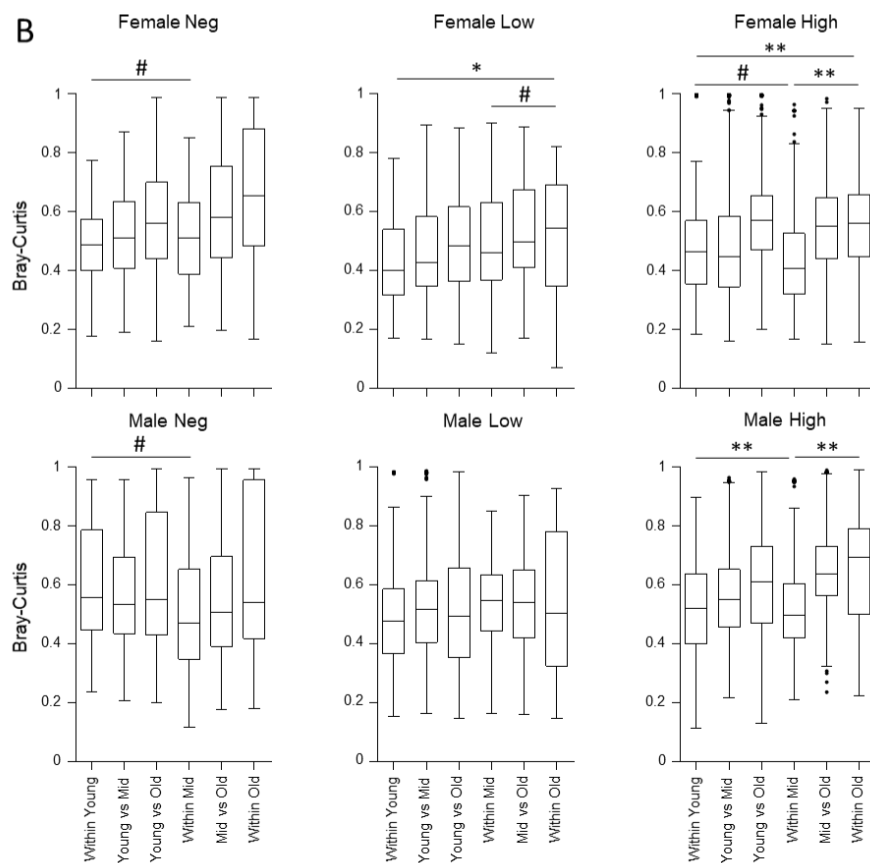 B
Female Neg
Female Low
Female High
#
*
#
**
#
**
Bray-Curtis
1
0.8
0.6
0.4
0.2
0
1
0.8
0.6
0.4
0.2
0
1
0.8
0.6
0.4
0.2
0
Male Neg
Male Low
Male High
#
**
**
Bray-Curtis
1
0.8
0.6
0.4
0.2
0
1
0.8
0.6
0.4
0.2
0
1
0.8
0.6
0.4
0.2
0
Within Young
Young vs Mid
Young vs Old
Within Mid
Mid vs Old
Within Old
Within Young
Young vs Mid
Young vs Old
Within Mid
Mid vs Old
Within Old
Within Young
Young vs Mid
Young vs Old
Within Mid
Mid vs Old
Within Old